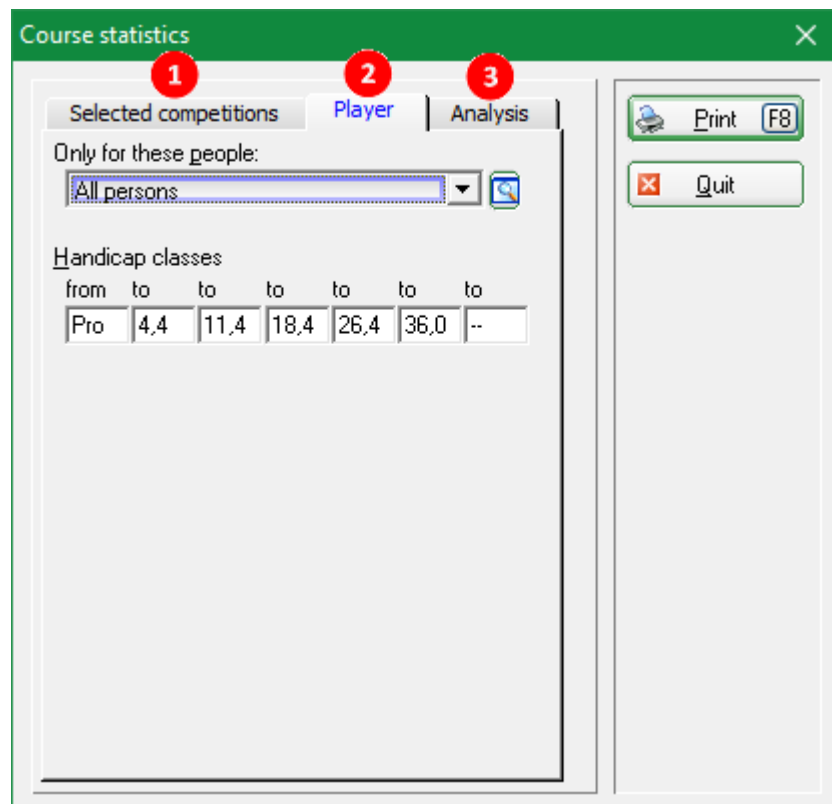 Course statistics
1 2 3
Selected competitions Player Analysis
Only for these people:
All persons
Handicap classes
from to to to to to to
Pro 4,4 11,4 18,4 26,4 36,0 --
Print F8
Quit